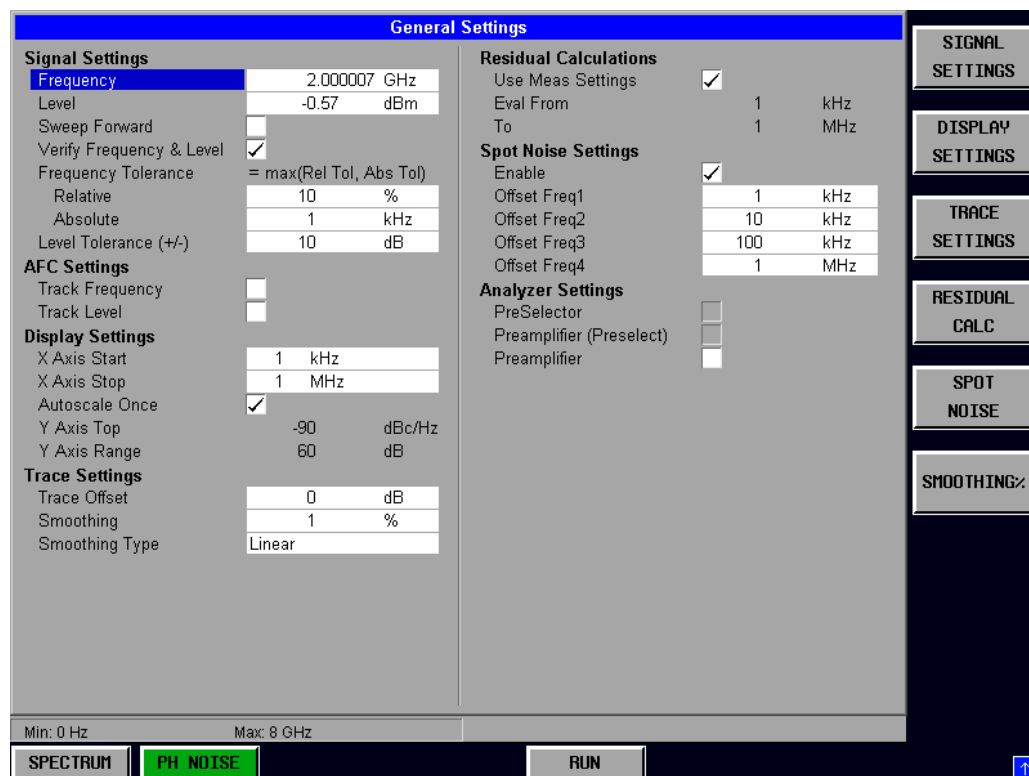 General Settings
Signal Settings
Frequency 2.000007 GHz
Level -0.57 dBm
Sweep Forward
Verify Frequency & Level
Frequency Tolerance = max(Rel Tol, Abs Tol)
Relative 10 %
Absolute 1 kHz
Level Tolerance (+/-) 10 dB
AFC Settings
Track Frequency
Track Level
Display Settings
X Axis Start 1 kHz
X Axis Stop 1 MHz
Autoscale Once
Y Axis Top -90 dBc/Hz
Y Axis Range 60 dB
Trace Settings
Trace Offset 0 dB
Smoothing 1 %
Smoothing Type Linear
Residual Calculations
Use Meas Settings
Eval From 1 kHz
To 1 MHz
Spot Noise Settings
Enable
Offset Freq1 1 kHz
Offset Freq2 10 kHz
Offset Freq3 100 kHz
Offset Freq4 1 MHz
Analyzer Settings
PreSelector
Preamplifier (Preselect)
Preamplifier
SIGNAL
SETTINGS
DISPLAY
SETTINGS
TRACE
SETTINGS
RESIDUAL
CALC
SPOT
NOISE
SMOOTHING%
Min: 0 Hz Max: 8 GHz
SPECTRUM PH NOISE RUN